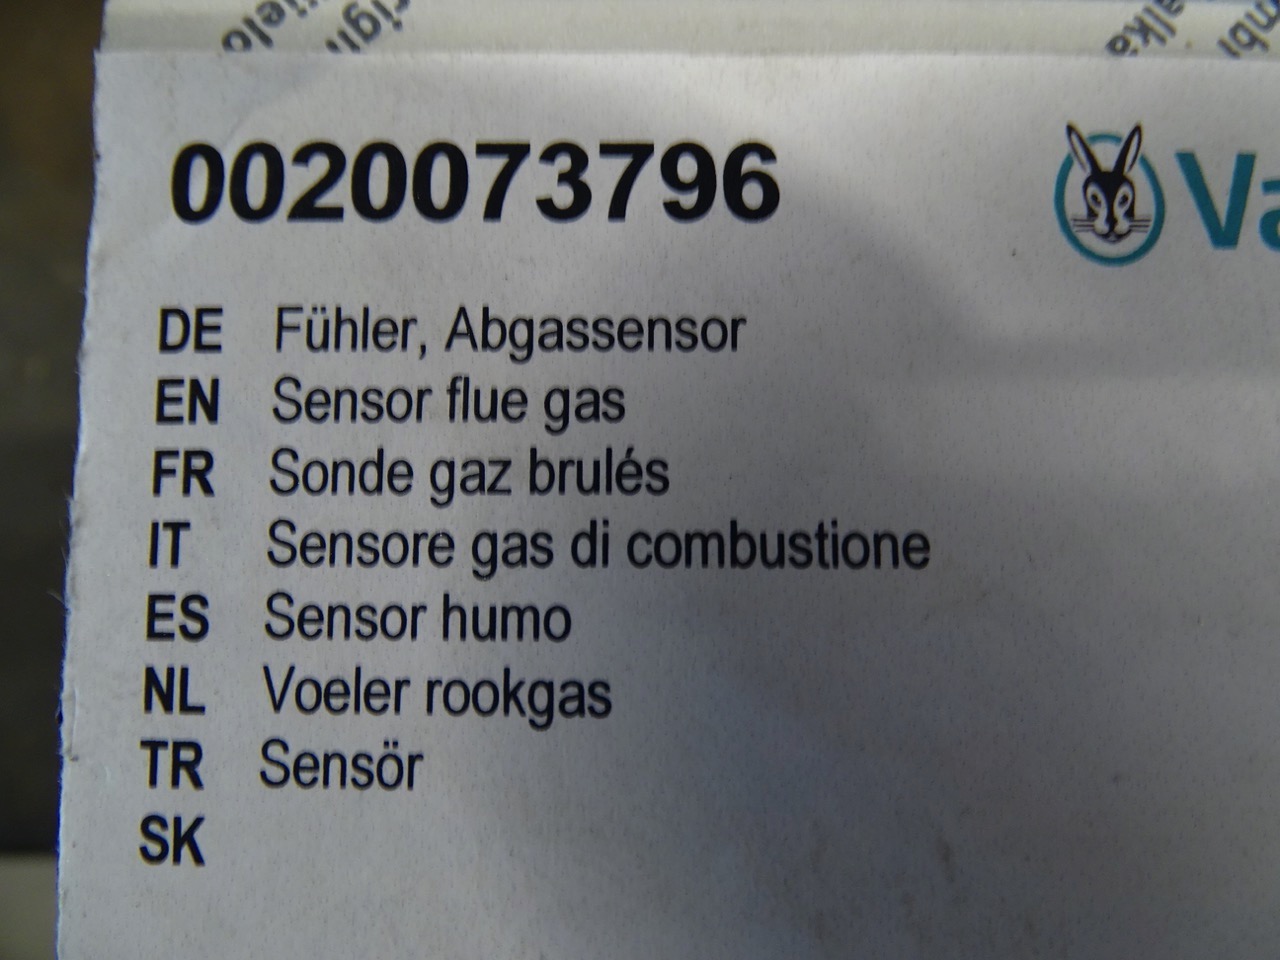 0020073796
Va
DE Fühler, Abgassensor
EN Sensor flue gas
FR Sonde gaz brulés
IT Sensore gas di combustione
ES Sensor humo
NL Voeler rookgas
TR Sensör
SK